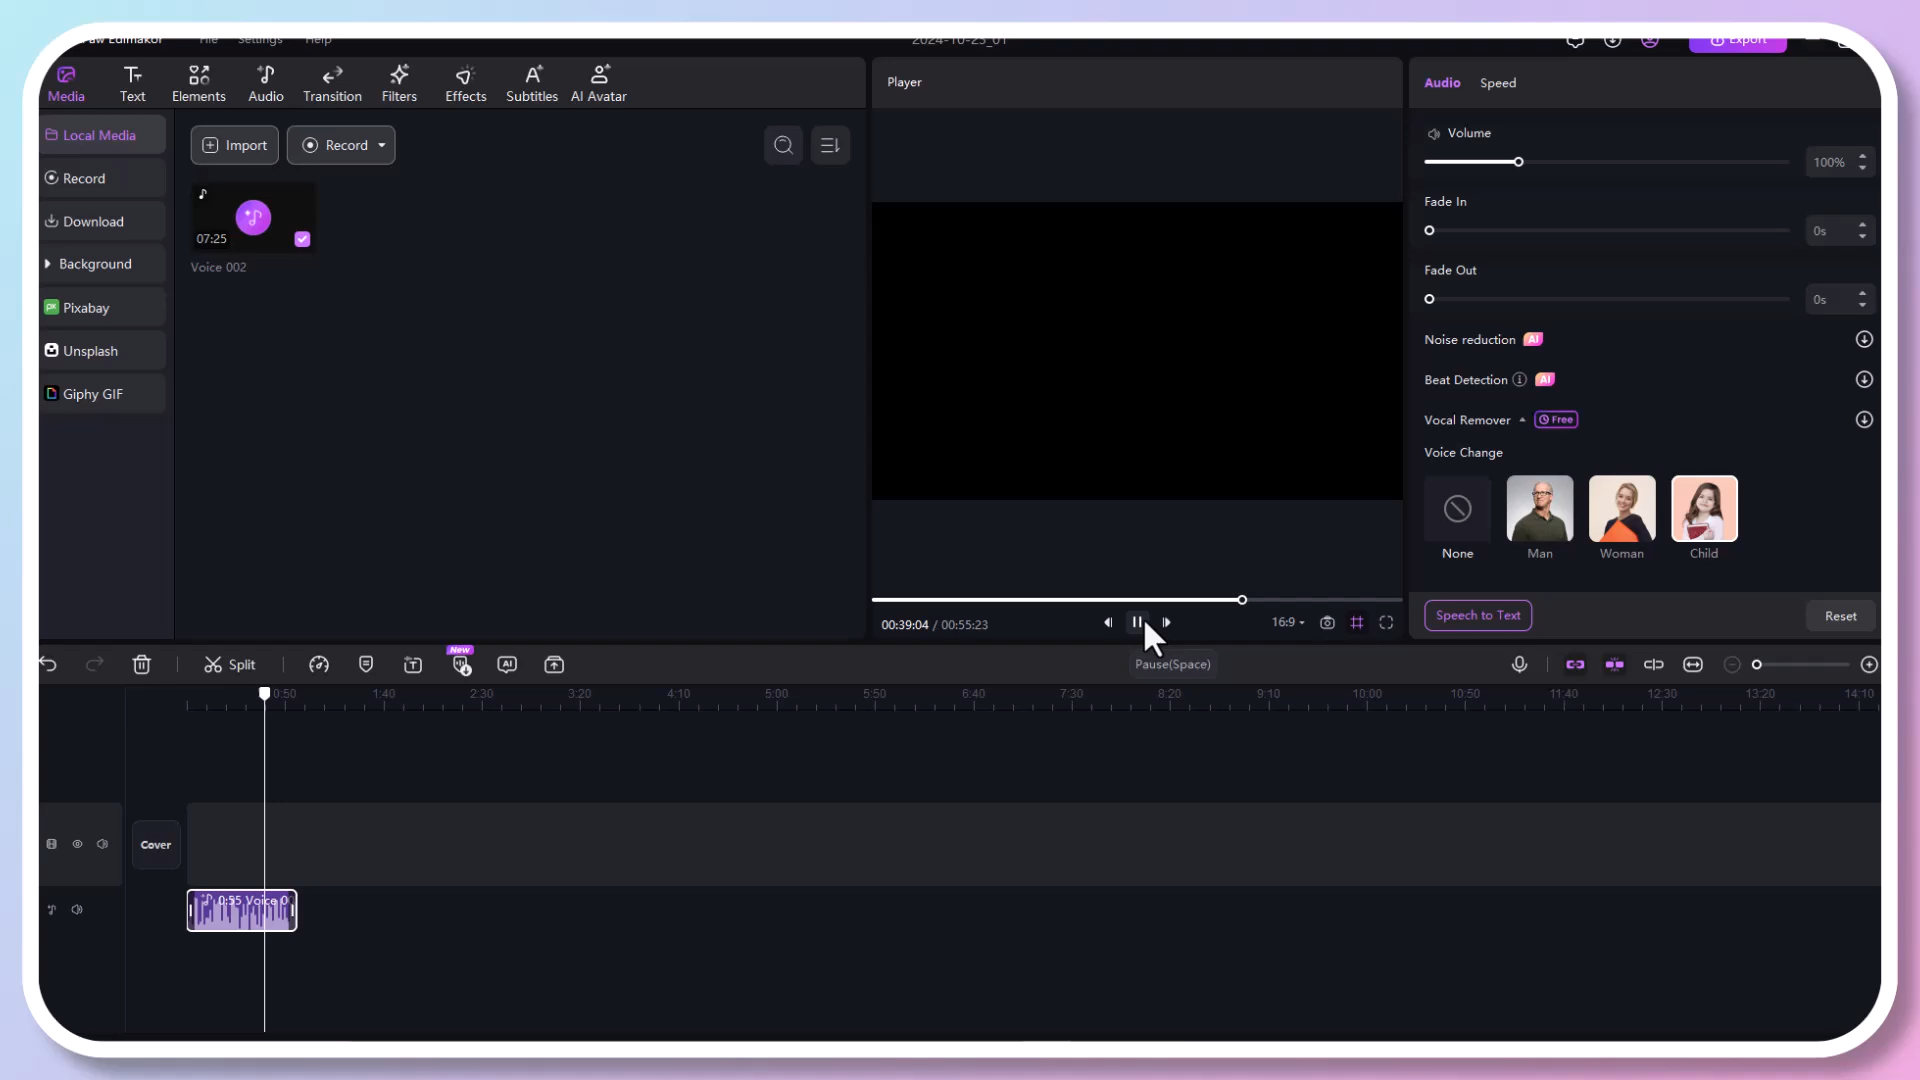 File Settings Help
2024-10-23_01
Export
Media Text Elements Audio Transition Filters Effects Subtitles AI Avatar
Player
Audio Speed
Local Media
Record
Download
Background
Pixabay
Unsplash
Giphy GIF
Import Record
07:25
Voice 002
00:39:04 / 00:55:23
16:9
Pause(Space)
Volume
100%
Fade In
0s
Fade Out
0s
Noise reduction AI
Beat Detection AI
Vocal Remover Free
Voice Change
None Man Woman Child
Speech to Text Reset
Split
New
AI
0:50 1:40 2:30 3:20 4:10 5:00 5:50 6:40 7:30 8:20 9:10 10:00 10:50 11:40 12:30 13:20 14:10
Cover
0:55 Voice 0